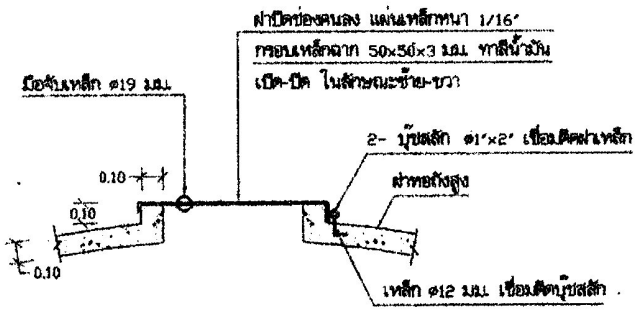 ฝาปิดช่องคนลง แผ่นเหล็กหนา 1/16"
กรอบเหล็กฉาก 50x50x3 มม. ทาสีน้ำมัน
เปิด-ปิด ในลักษณะซ้าย-ขวา
มือจับเหล็ก ø19 มม.
2- บุ๊ชสลัก ø1"x2" เชื่อมติดฝาเหล็ก
ฝาหอถังสูง
0.10
0.10
0.10
เหล็ก ø12 มม. เชื่อมติดบุ๊ชสลัก